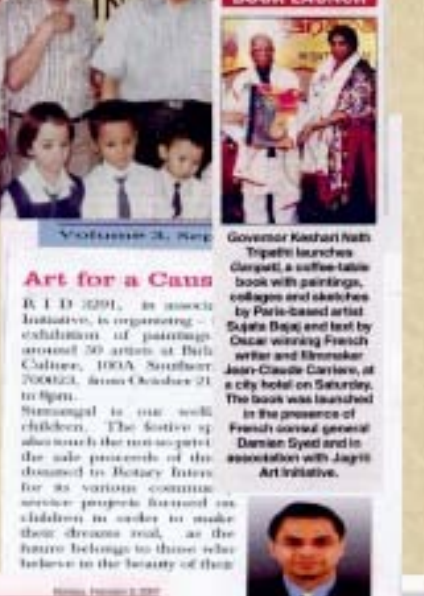 BOOK LAUNCH
Volume 3, Sep
Art for a Caus
R I D 3291, in associa
Initiative, is organizing –
exhibition of paintings
around 50 artists at Birla
Culture, 100A Southern
700023, from October 21
to 8pm.
Sumangal is our
children. The festive sp
also touch the not so privi
the sale proceeds of the
donated to Rotary Intern
for its various commun
service projects focused on
children in order to make
their dreams real, as the
future belongs to those who
believe in the beauty of their
Governor Keshari Nath
Tripathi launches
Ganpati, a coffee-table
book with paintings,
collages and sketches
by Paris-based artist
Sujata Bajaj and text by
Oscar winning French
writer and filmmaker
Jean-Claude Carriere, at
a city hotel on Saturday.
The book was launched
in the presence of
French consul general
Damien Syed and in
association with Jagriti
Art Initiative.